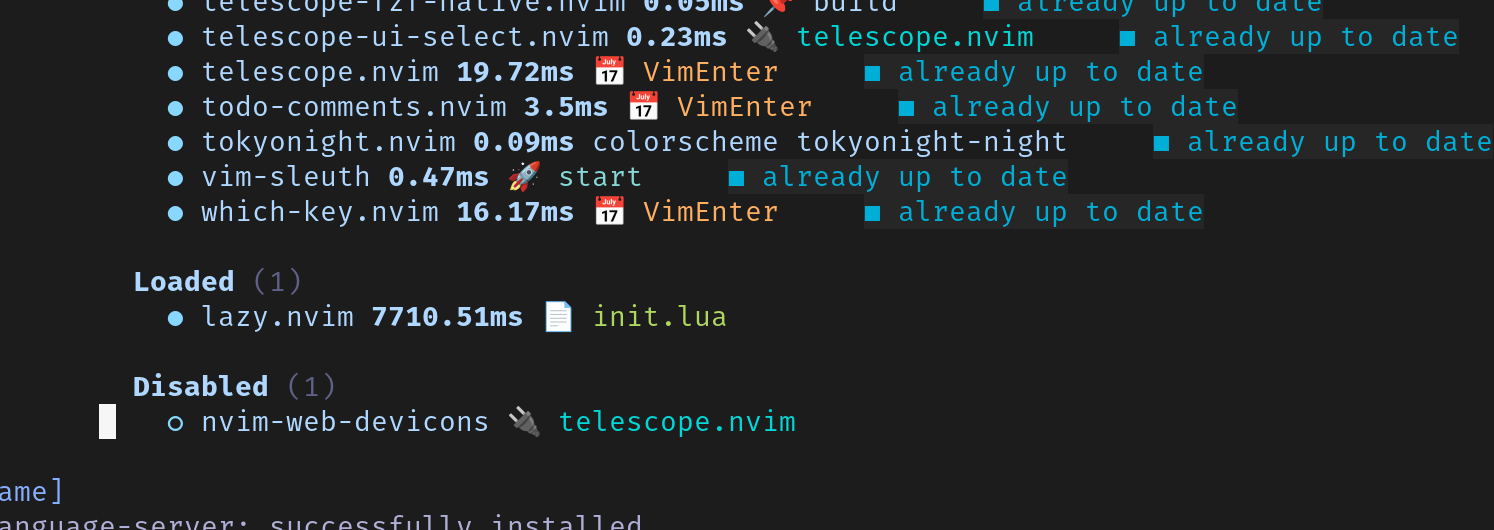 telescope-fzf-native.nvim 0.05ms 📌 build ■ already up to date
● telescope-ui-select.nvim 0.23ms 🔌 telescope.nvim ■ already up to date
● telescope.nvim 19.72ms 📅 VimEnter ■ already up to date
● todo-comments.nvim 3.5ms 📅 VimEnter ■ already up to date
● tokyonight.nvim 0.09ms colorscheme tokyonight-night ■ already up to date
● vim-sleuth 0.47ms 🚀 start ■ already up to date
● which-key.nvim 16.17ms 📅 VimEnter ■ already up to date
Loaded (1)
● lazy.nvim 7710.51ms 📄 init.lua
Disabled (1)
○ nvim-web-devicons 🔌 telescope.nvim
ame]
anguage-server: successfully installed